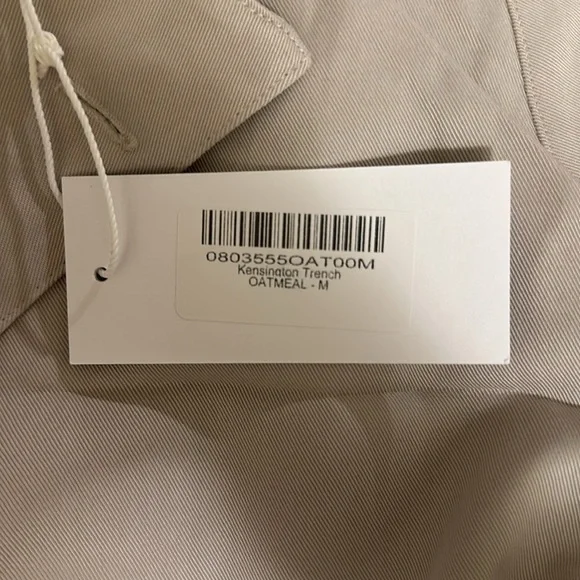 0803555OAT00M
Kensington Trench
OATMEAL - M